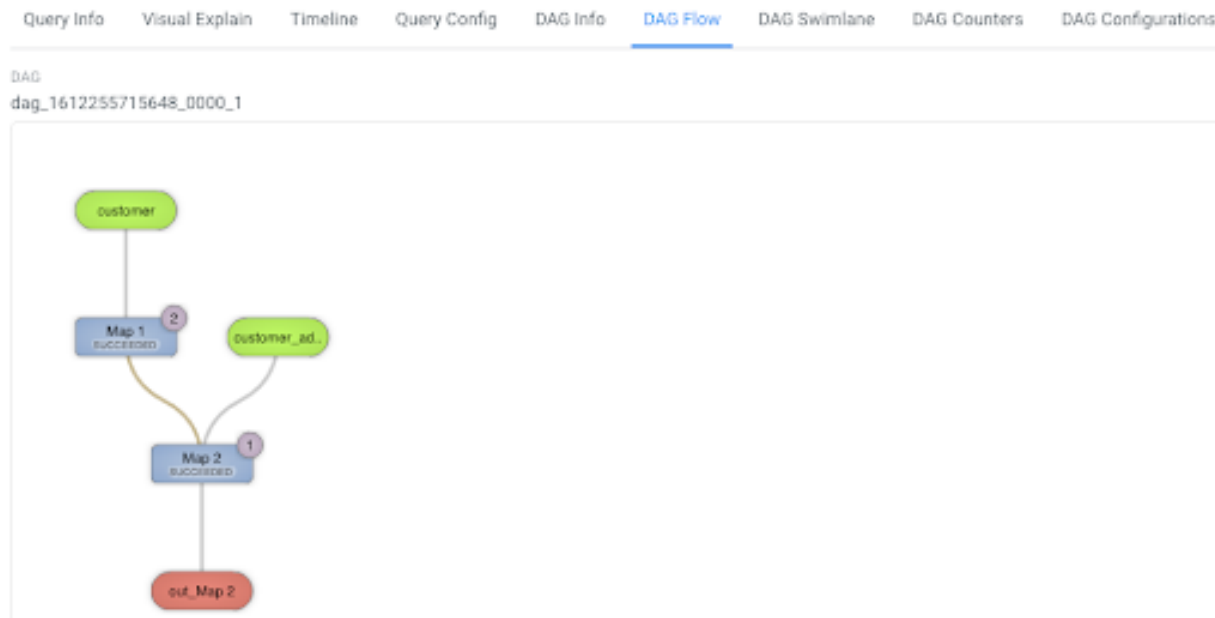 Query Info Visual Explain Timeline Query Config DAG Info DAG Flow DAG Swimlane DAG Counters DAG Configurations
DAG
dag_1612255715648_0000_1
customer
2
Map 1
SUCCEEDED
customer_ad..
1
Map 2
SUCCEEDED
out_Map 2